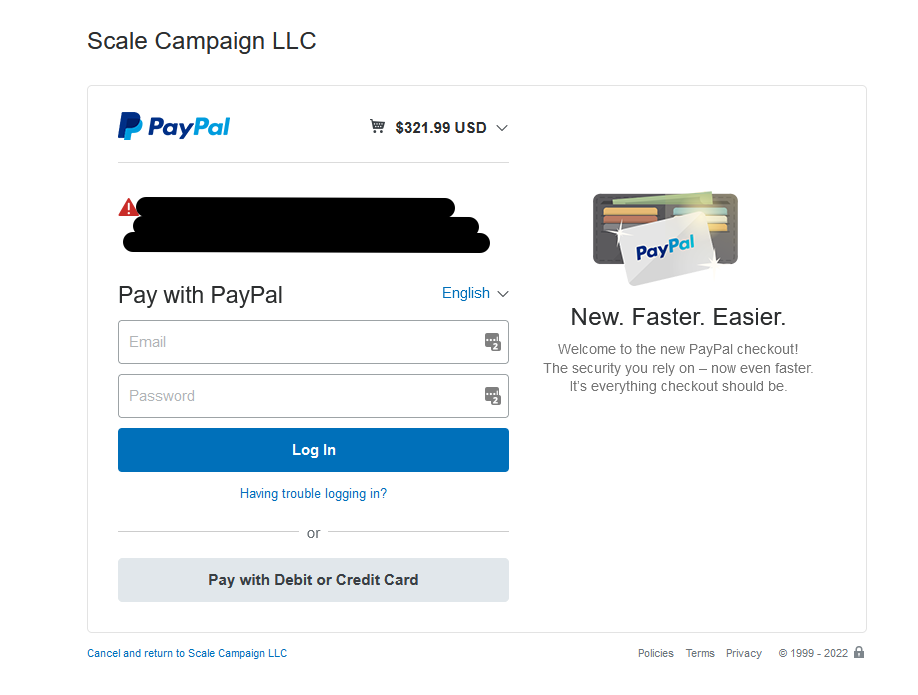 Scale Campaign LLC
PayPal
$321.99 USD
Pay with PayPal
English
Email
Password
Log In
Having trouble logging in?
or
Pay with Debit or Credit Card
PayPal
New. Faster. Easier.
Welcome to the new PayPal checkout!
The security you rely on – now even faster.
It's everything checkout should be.
Cancel and return to Scale Campaign LLC
Policies Terms Privacy © 1999 - 2022